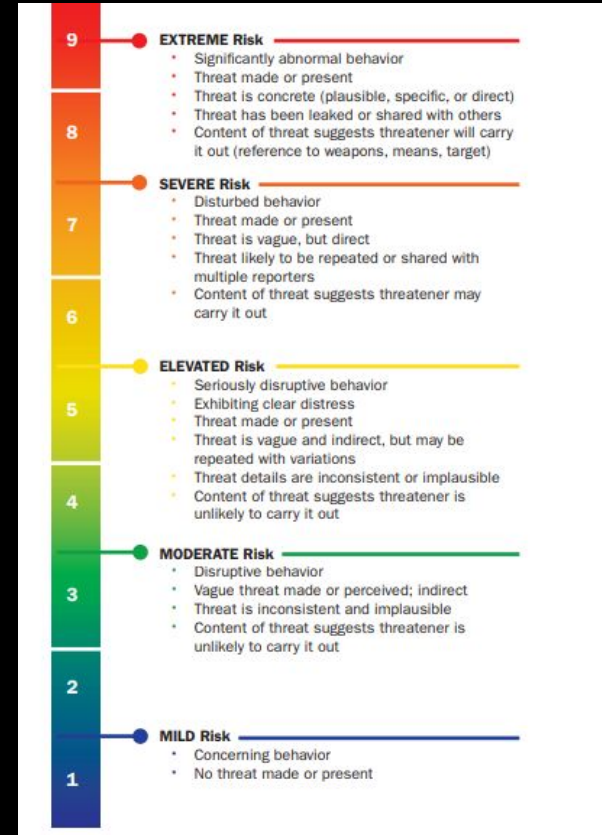 9
EXTREME Risk
• Significantly abnormal behavior
• Threat made or present
• Threat is concrete (plausible, specific, or direct)
• Threat has been leaked or shared with others
• Content of threat suggests threatener will carry
it out (reference to weapons, means, target)
8
SEVERE Risk
• Disturbed behavior
• Threat made or present
• Threat is vague, but direct
• Threat likely to be repeated or shared with
multiple reporters
• Content of threat suggests threatener may
carry it out
7
6
ELEVATED Risk
• Seriously disruptive behavior
• Exhibiting clear distress
• Threat made or present
• Threat is vague and indirect, but may be
repeated with variations
• Threat details are inconsistent or implausible
• Content of threat suggests threatener is
unlikely to carry it out
5
4
MODERATE Risk
• Disruptive behavior
• Vague threat made or perceived; indirect
• Threat is inconsistent and implausible
• Content of threat suggests threatener is
unlikely to carry it out
3
2
MILD Risk
• Concerning behavior
• No threat made or present
1